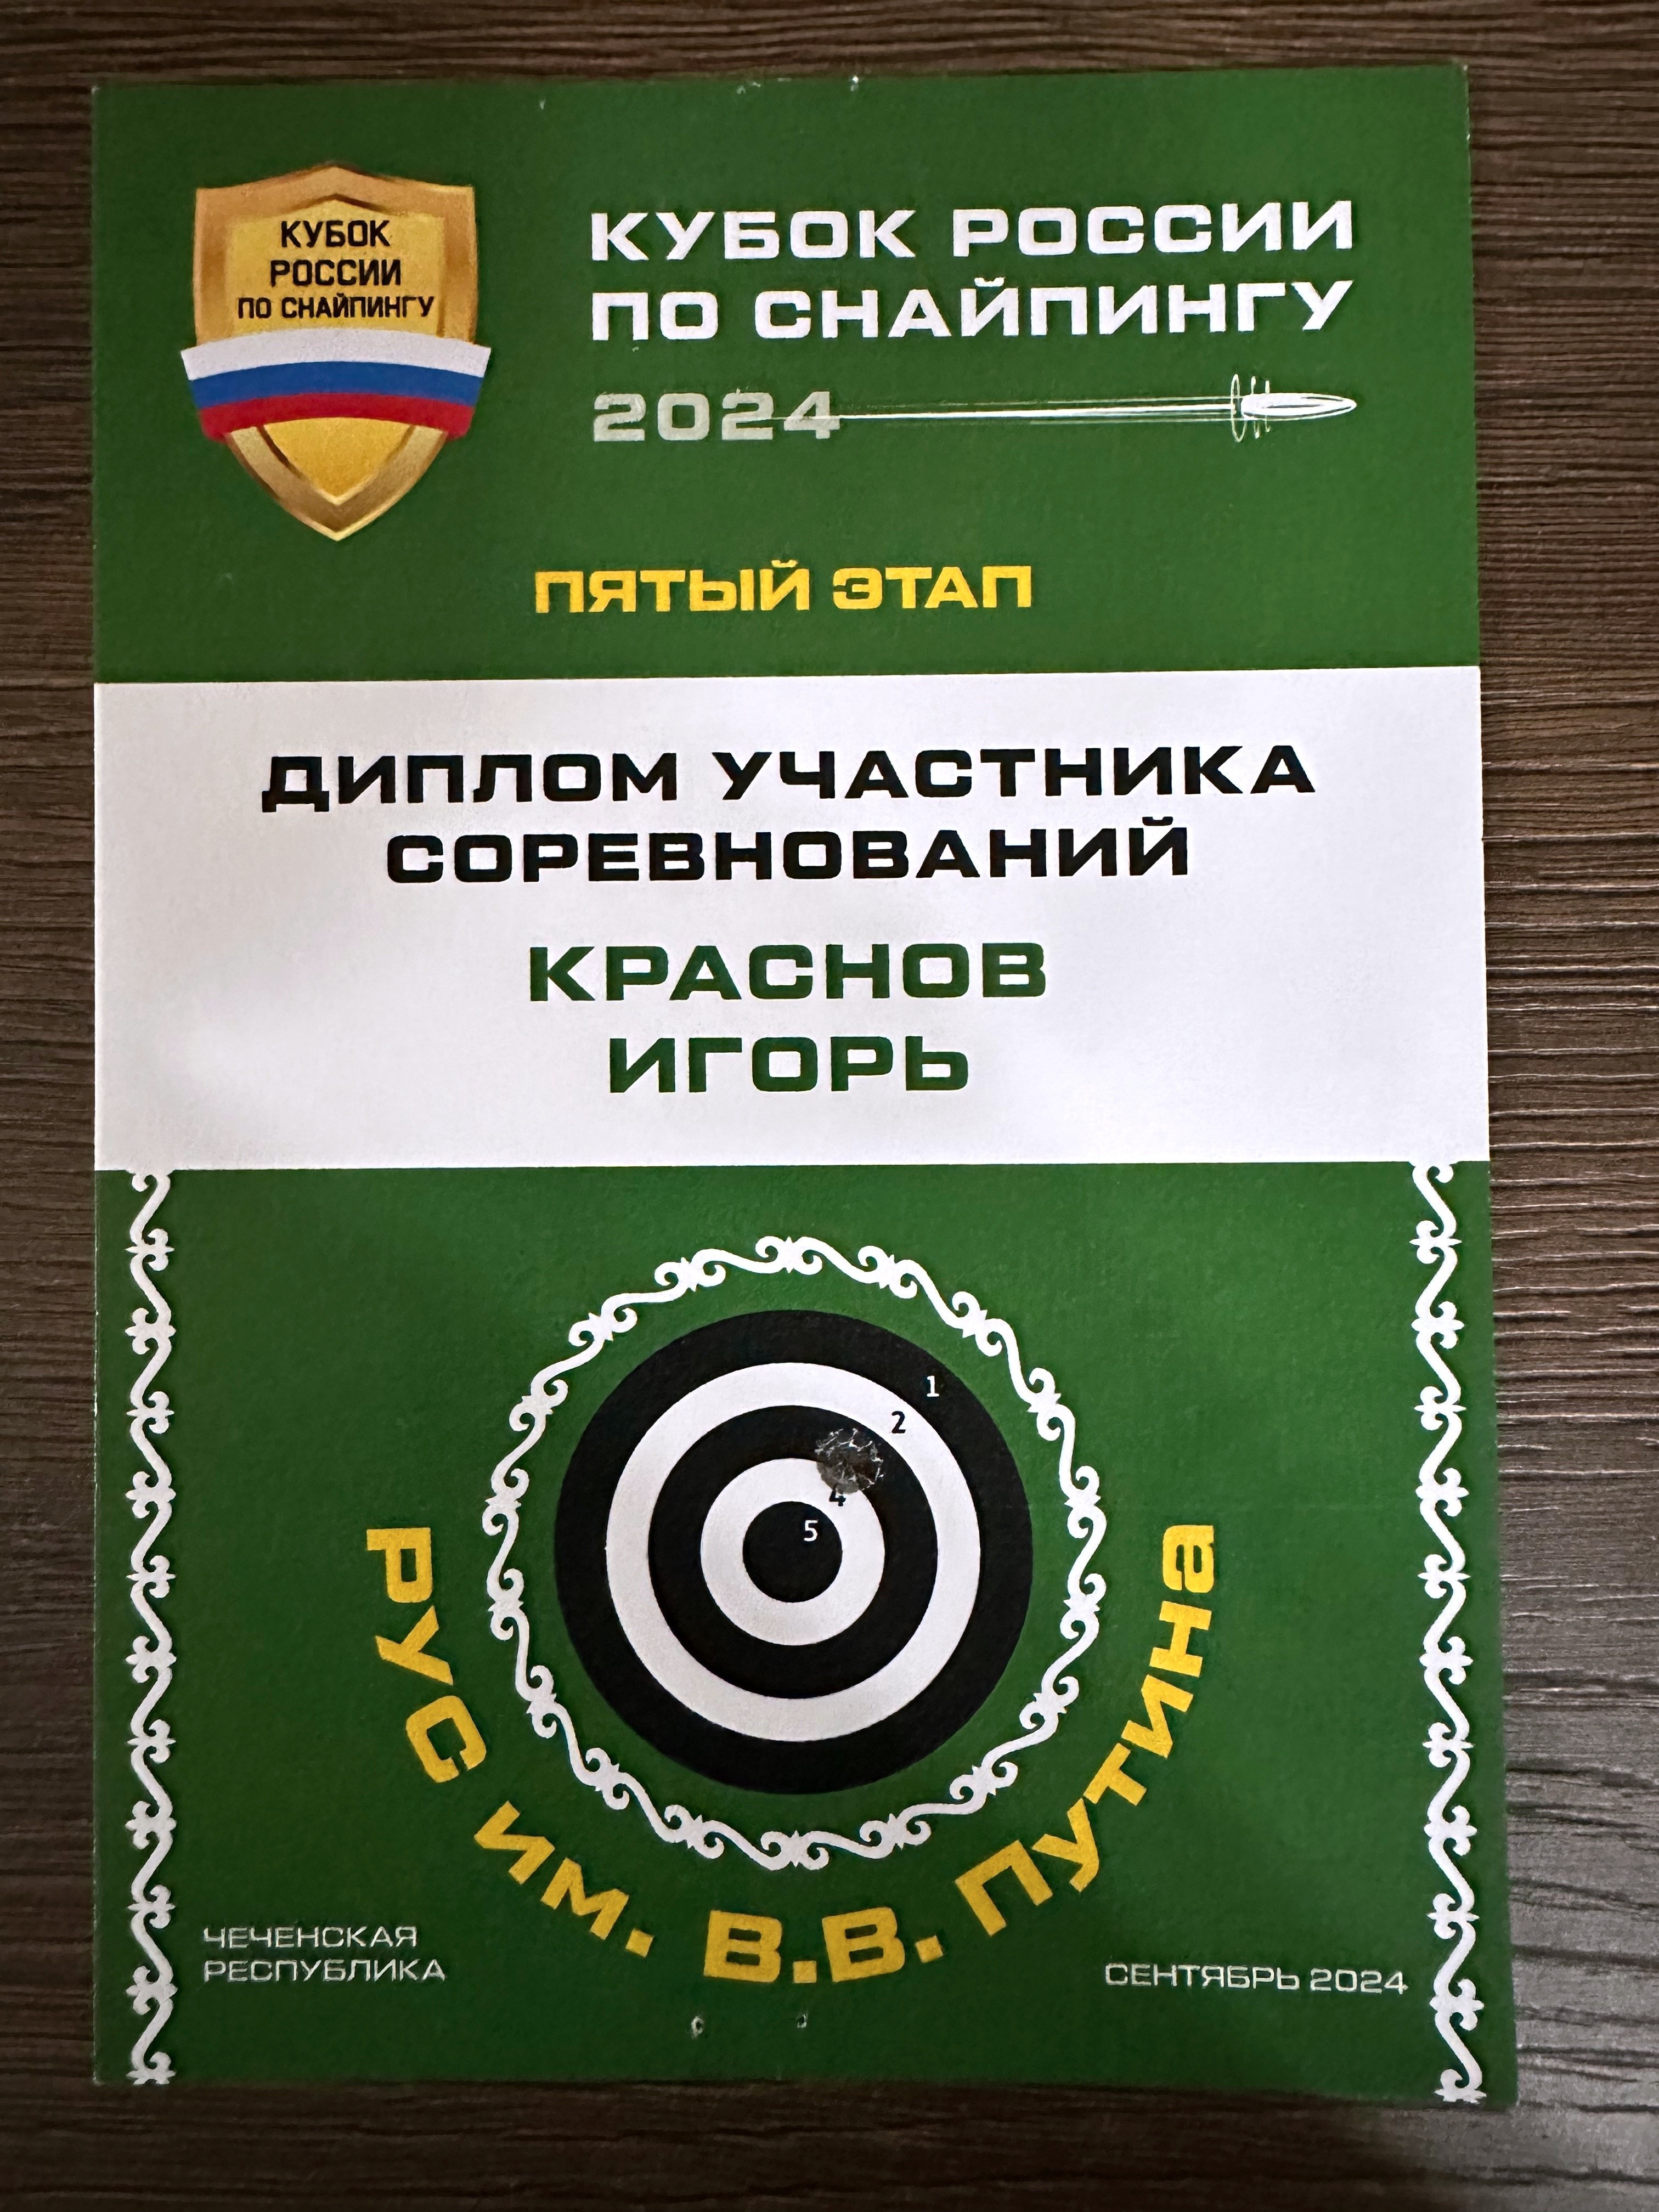 КУБОК
РОССИИ
ПО СНАЙПИНГУ
КУБОК РОССИИ
ПО СНАЙПИНГУ
2024
ПЯТЫЙ ЭТАП
ДИПЛОМ УЧАСТНИКА
СОРЕВНОВАНИЙ
КРАСНОВ
ИГОРЬ
1
2
4
5
РУС им. В.В. Путина
ЧЕЧЕНСКАЯ
РЕСПУБЛИКА
СЕНТЯБРЬ 2024